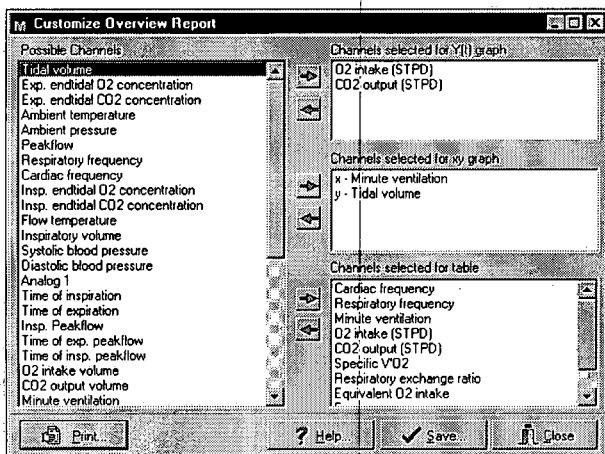 Customize Overview Report
Possible Channels
Tidal volume
Exp. endtidal O2 concentration
Exp. endtidal CO2 concentration
Ambient temperature
Ambient pressure
Peakflow
Respiratory frequency
Cardiac frequency
Insp. endtidal O2 concentration
Insp. endtidal CO2 concentration
Flow temperature
Inspiratory volume
Systolic blood pressure
Diastolic blood pressure
Analog 1
Time of inspiration
Time of expiration
Insp. Peakflow
Time of exp. peakflow
Time of insp. peakflow
O2 intake volume
CO2 output volume
Minute ventilation
Channels selected for Y(t) graph
O2 intake (STPD)
CO2 output (STPD)
Channels selected for xy graph
x - Minute ventilation
y - Tidal volume
Channels selected for table
Cardiac frequency
Respiratory frequency
Minute ventilation
O2 intake (STPD)
CO2 output (STPD)
Specific V'O2
Respiratory exchange ratio
Equivalent O2 intake
Print...
? Help...
Save...
Close